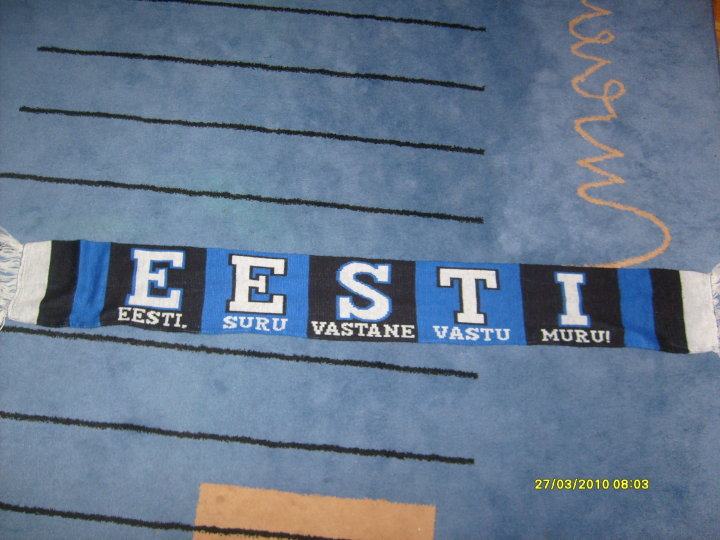 EESTI
EESTI. SURU VASTANE VASTU MURU!
27/03/2010 08:03